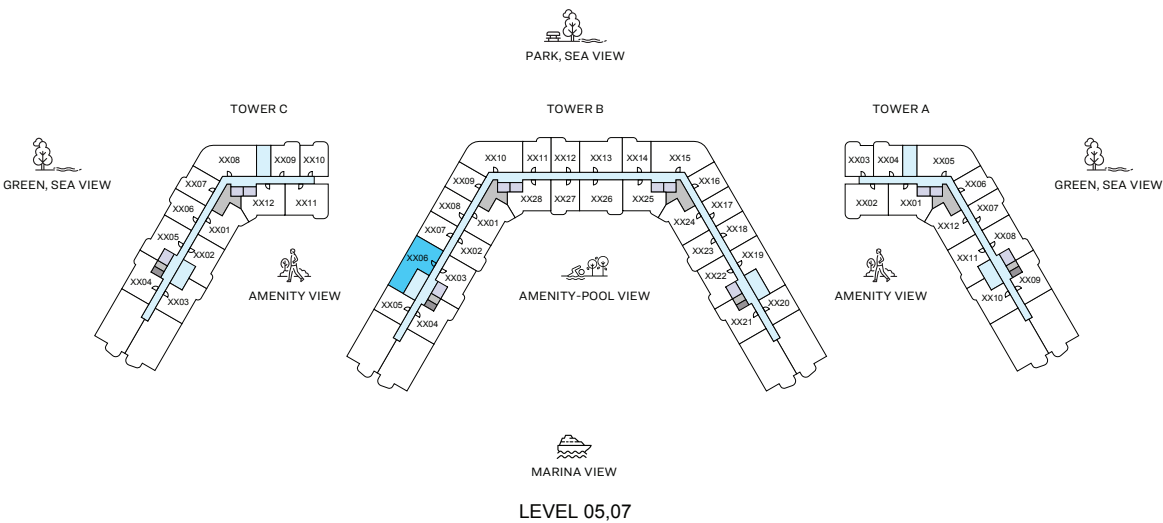 PARK, SEA VIEW
TOWER C
TOWER B
TOWER A
GREEN, SEA VIEW
GREEN, SEA VIEW
XX08
XX09
XX10
XX07
XX12
XX11
XX06
XX01
XX05
XX02
XX04
XX03
AMENITY VIEW
XX10
XX11
XX12
XX13
XX14
XX15
XX09
XX16
XX28
XX27
XX26
XX25
XX08
XX01
XX24
XX17
XX07
XX02
XX23
XX18
XX06
XX03
XX22
XX19
XX05
XX04
XX21
XX20
AMENITY-POOL VIEW
XX03
XX04
XX05
XX02
XX01
XX06
XX12
XX07
XX11
XX08
XX10
XX09
AMENITY VIEW
MARINA VIEW
LEVEL 05,07